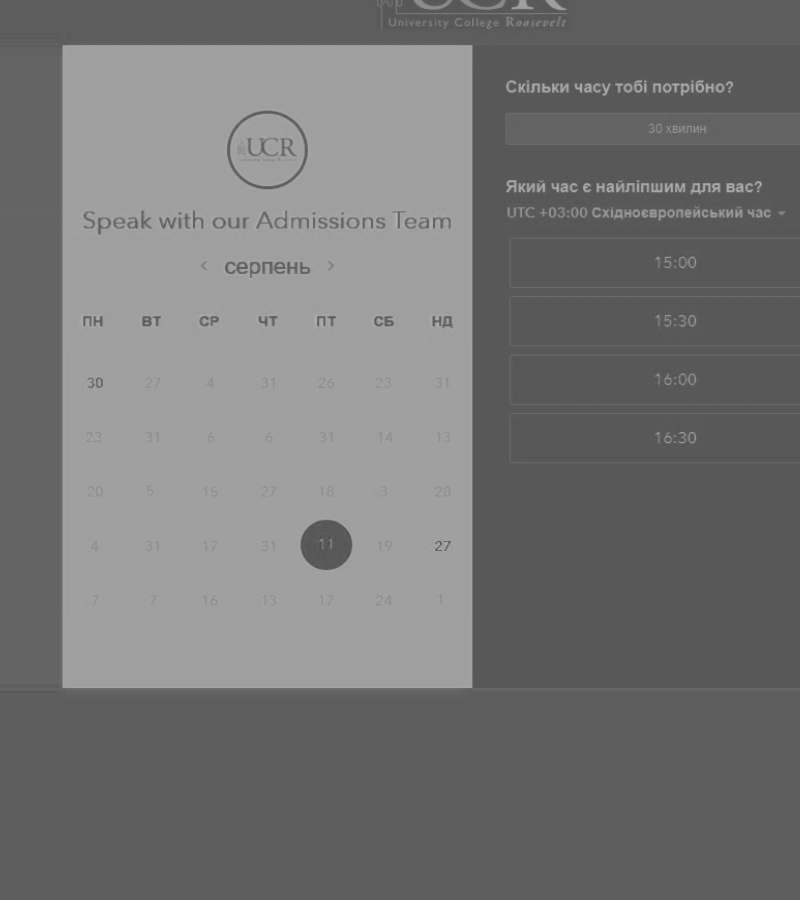 UCR
University College Roosevelt
UCR
Speak with our Admissions Team
< серпень >
ПН ВТ СР ЧТ ПТ СБ НД
30 27 4 31 26 23 31
23 31 6 6 31 14 13
20 5 15 27 18 3 28
4 31 17 31 11 19 27
7 7 16 13 17 24 1
Скільки часу тобі потрібно?
30 хвилин
Який час є найліпшим для вас?
UTC +03:00 Східноєвропейський час
15:00
15:30
16:00
16:30